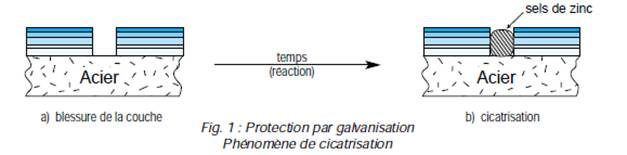 sels de zinc
temps
(réaction)
Acier
Acier
a) blessure de la couche
b) cicatrisation
Fig. 1 : Protection par galvanisation
Phénomène de cicatrisation